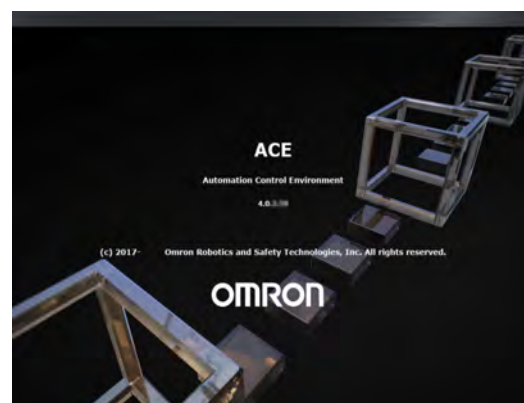 ACE
Automation Control Environment
4.0.
(c) 2017- Omron Robotics and Safety Technologies, Inc. All rights reserved.
OMRON